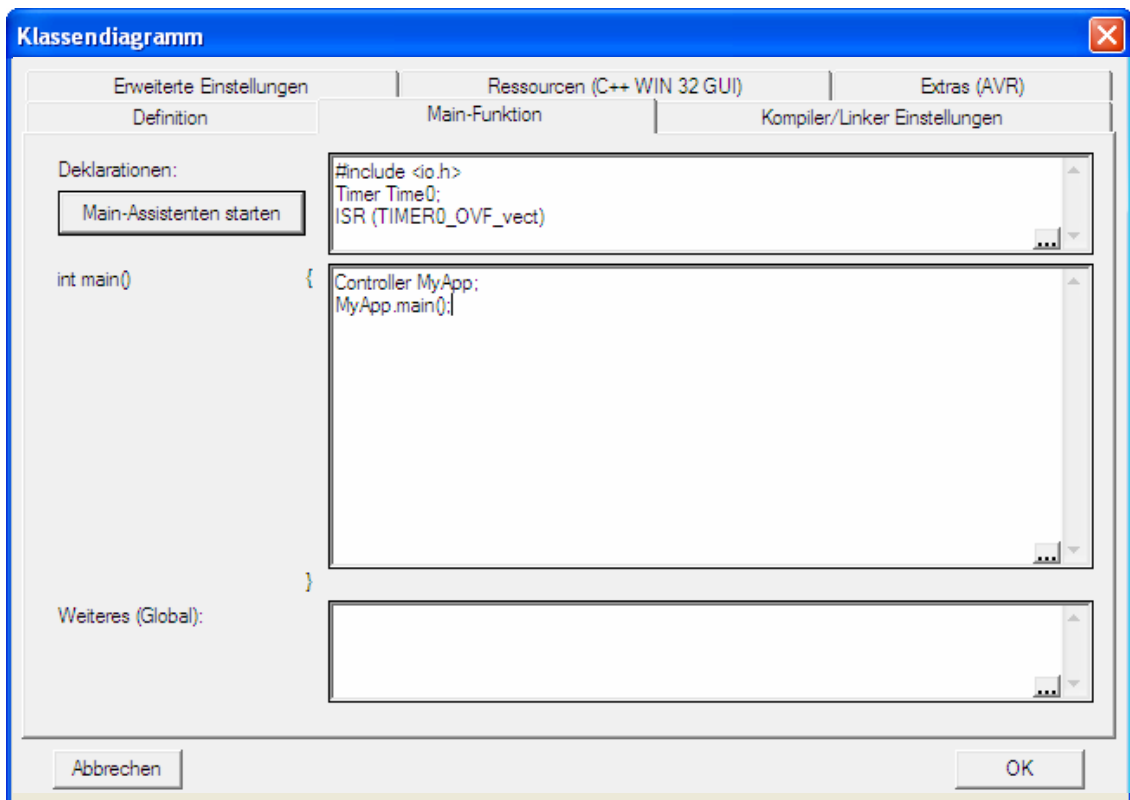 Klassendiagramm
Erweiterte Einstellungen
Ressourcen (C++ WIN 32 GUI)
Extras (AVR)
Definition
Main-Funktion
Kompiler/Linker Einstellungen
Deklarationen:
Main-Assistenten starten
#include <io.h>
Timer Time0;
ISR (TIMER0_OVF_vect)
...
int main()
{
Controller MyApp;
MyApp.main();
...
}
Weiteres (Global):
...
Abbrechen
OK